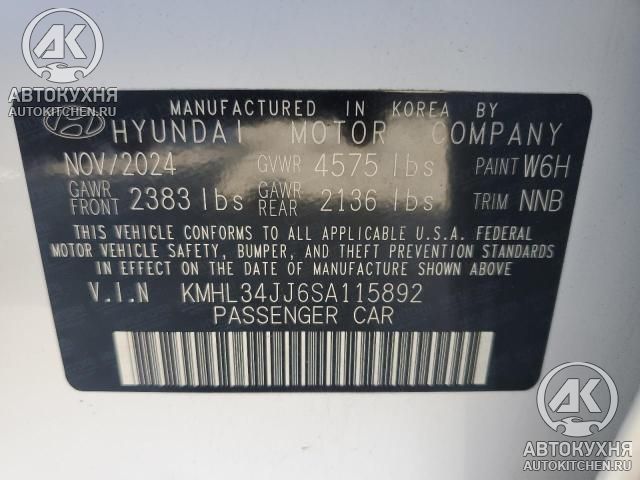 АВТОКУХНЯ
AUTOKITCHEN.RU
MANUFACTURED IN KOREA BY
HYUNDAI MOTOR COMPANY
NOV/2024 GVWR 4575 lbs PAINT W6H
GAWR FRONT 2383 lbs GAWR REAR 2136 lbs TRIM NNB
THIS VEHICLE CONFORMS TO ALL APPLICABLE U.S.A. FEDERAL
MOTOR VEHICLE SAFETY, BUMPER, AND THEFT PREVENTION STANDARDS
IN EFFECT ON THE DATE OF MANUFACTURE SHOWN ABOVE
V.I.N KMHL34JJ6SA115892
PASSENGER CAR
AK
АВТОКУХНЯ
AUTOKITCHEN.RU